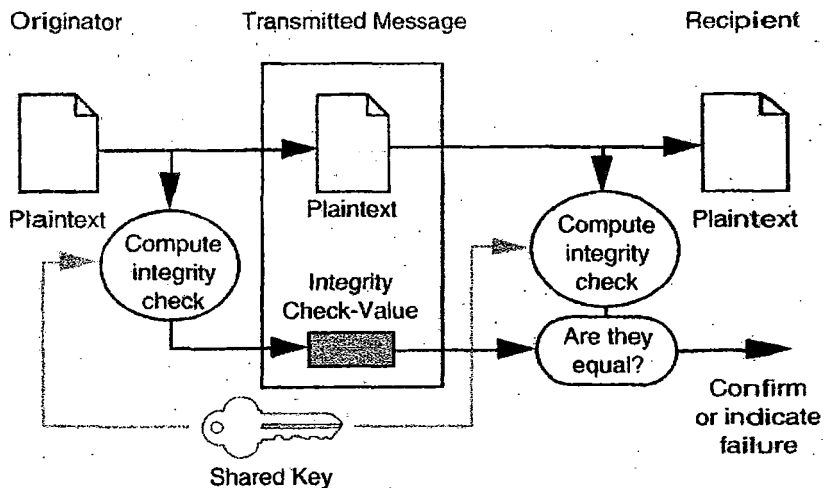 Originator
Transmitted Message
Recipient
Plaintext
Plaintext
Plaintext
Compute
integrity
check
Integrity
Check-Value
Compute
integrity
check
Are they
equal?
Confirm
or indicate
failure
Shared Key